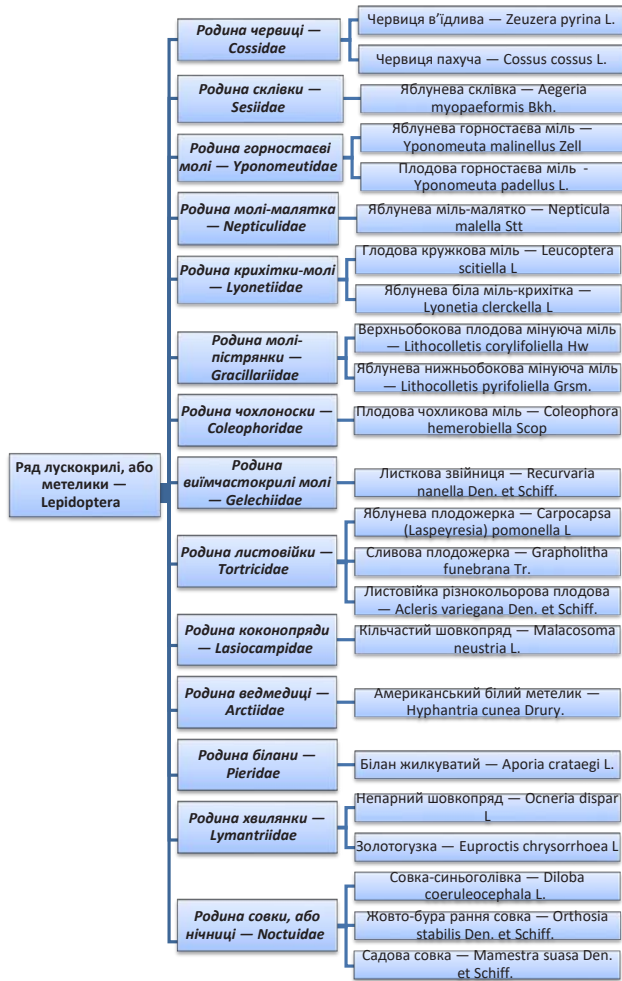 Ряд лускокрилі, або
метелики —
Lepidoptera
Родина червиці —
Cossidae
Червиця в’їдлива — Zeuzera pyrina L.
Червиця пахуча — Cossus cossus L.
Родина склівки —
Sesiidae
Яблунева склівка — Aegeria
myopaeformis Bkh.
Родина горностаєві
молі — Yponomeutidae
Яблунева горностаєва міль —
Yponomeuta malinellus Zell
Плодова горностаєва міль -
Yponomeuta padellus L.
Родина молі-малятка
— Nepticulidae
Яблунева міль-малятко — Nepticula
malella Stt
Родина крихітки-молі —
Lyonetiidae
Глодова кружкова міль — Leucoptera
scitiella L
Яблунева біла міль-крихітка —
Lyonetia clerckella L
Родина молі-
пістрянки —
Gracillariidae
Верхньобокова плодова мінуюча міль
— Lithocolletis corylifoliella Hw
Яблунева нижньобокова мінуюча міль
— Lithocolletis pyrifoliella Grsm.
Родина чохлоноски —
Coleophoridae
Плодова чохликова міль — Coleophora
hemerobiella Scop
Родина
виїмчастокрилі молі —
Gelechiidae
Листкова звійниця — Recurvaria
nanella Den. et Schiff.
Родина листовійки —
Tortricidae
Яблунева плодожерка — Carpocapsa
(Laspeyresia) pomonella L
Сливова плодожерка — Grapholitha
funebrana Tr.
Листовійка різнокольорова плодова
— Acleris variegana Den. et Schiff.
Родина коконопряди
— Lasiocampidae
Кільчастий шовкопряд — Malacosoma
neustria L.
Родина ведмедиці —
Arctiidae
Американський білий метелик —
Hyphantria cunea Drury.
Родина білани —
Pieridae
Білан жилкуватий — Aporia crataegi L.
Родина хвилянки —
Lymantriidae
Непарний шовкопряд — Ocneria dispar
L
Золотогузка — Euproctis chrysorrhoea L
Родина совки, або
нічниці — Noctuidae
Совка-синьоголівка — Diloba
coeruleocephala L.
Жовто-бура рання совка — Orthosia
stabilis Den. et Schiff.
Садова совка — Mamestra suasa Den.
et Schiff.